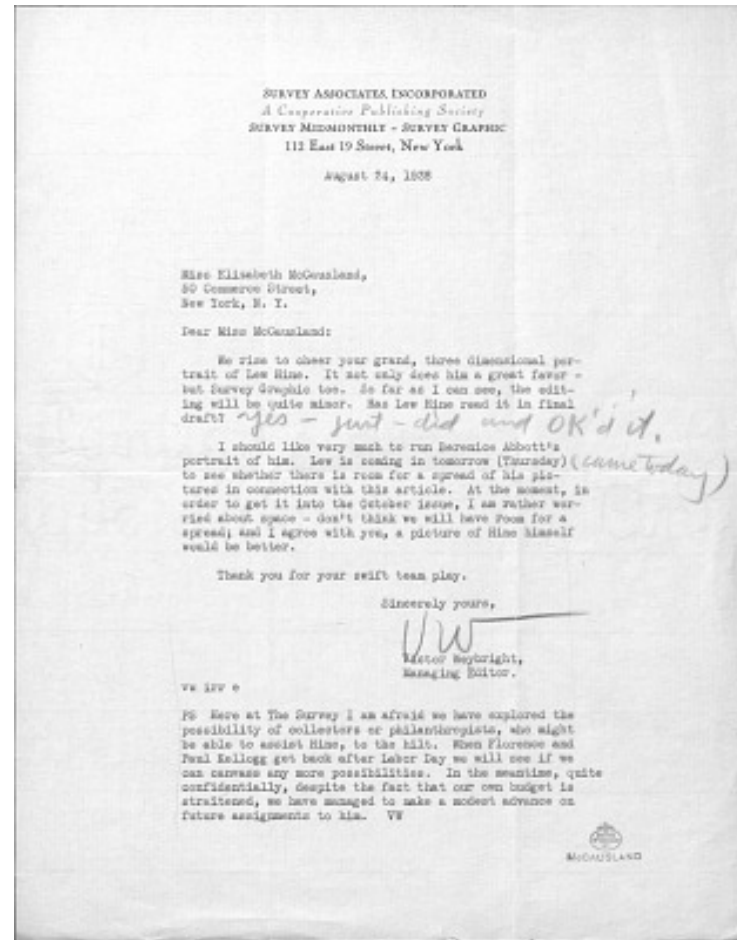 SURVEY ASSOCIATES, INCORPORATED
A Cooperative Publishing Society
SURVEY MIDMONTHLY – SURVEY GRAPHIC
112 East 19 Street, New York
August 24, 1938
Miss Elizabeth McCausland,
50 Commerce Street,
New York, N. Y.
Dear Miss McCausland:
We rise to cheer your grand, three dimensional por-
trait of Lew Hine. It not only does him a great favor -
but Survey Graphic too. So far as I can see, the edit-
ing will be quite minor. Has Lew Hine read it in final
draft? Yes - just - did and OK'd it.
I should like very much to run Berenice Abbott's
portrait of him. Lew is coming in tomorrow (Thursday) (came today)
to see whether there is room for a spread of his pic-
tures in connection with this article. At the moment, in
order to get it into the October issue, I am rather wor-
ried about space - don't think we will have room for a
spread; and I agree with you, a picture of Hine himself
would be better.
Thank you for your swift team play.
Sincerely yours,
VW
Victor Weybright,
Managing Editor.
PS Here at The Survey I am afraid we have explored the
possibility of collectors or philanthropists, who might
be able to assist Hine, to the hilt. When Florence and
Paul Kellogg get back after Labor Day we will see if we
can canvass any more possibilities. In the meantime, quite
confidentially, despite the fact that our own budget is
straitened, we have managed to make a modest advance on
future assignments to him. VW
McCAUSLAND